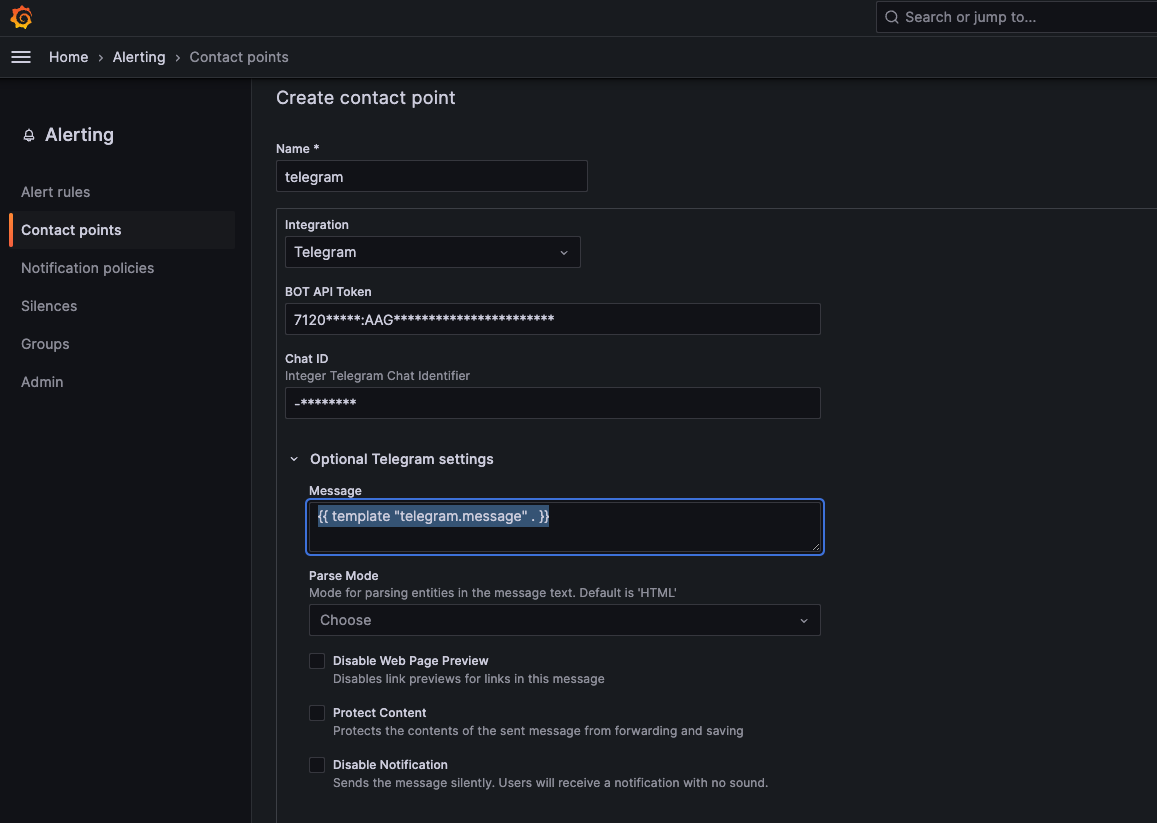 Search or jump to...
Home › Alerting › Contact points
Alerting
Alert rules
Contact points
Notification policies
Silences
Groups
Admin
Create contact point
Name *
telegram
Integration
Telegram
BOT API Token
7120*****:AAG***********************
Chat ID
Integer Telegram Chat Identifier
-********
Optional Telegram settings
Message
{{ template "telegram.message" . }}
Parse Mode
Mode for parsing entities in the message text. Default is 'HTML'
Choose
Disable Web Page Preview
Disables link previews for links in this message
Protect Content
Protects the contents of the sent message from forwarding and saving
Disable Notification
Sends the message silently. Users will receive a notification with no sound.